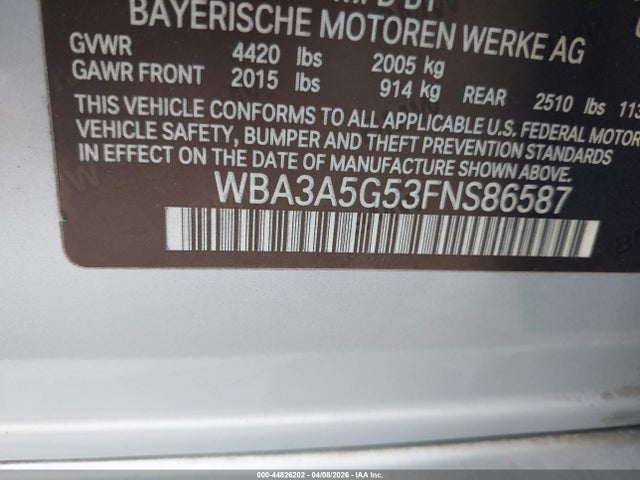 MFD BY
BAYERISCHE MOTOREN WERKE AG
GVWR 4420 lbs 2005 kg
GAWR FRONT 2015 lbs 914 kg REAR 2510 lbs
THIS VEHICLE CONFORMS TO ALL APPLICABLE U.S. FEDERAL MOTOR
VEHICLE SAFETY, BUMPER AND THEFT PREVENTION STANDARDS
IN EFFECT ON THE DATE OF MANUFACTURE SHOWN ABOVE.
WBA3A5G53FNS86587
000-44826202 - 04/08/2026 - IAA Inc.